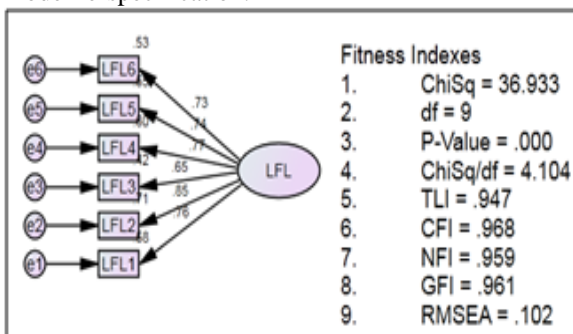 .53
e6 LFL6
.73
e5 LFL5
.74
e4 LFL4
.77
.42
e3 LFL3
.65
.71
.85
e2 LFL2
.76
e1 LFL1
LFL
Fitness Indexes
1. ChiSq = 36.933
2. df = 9
3. P-Value = .000
4. ChiSq/df = 4.104
5. TLI = .947
6. CFI = .968
7. NFI = .959
8. GFI = .961
9. RMSEA = .102